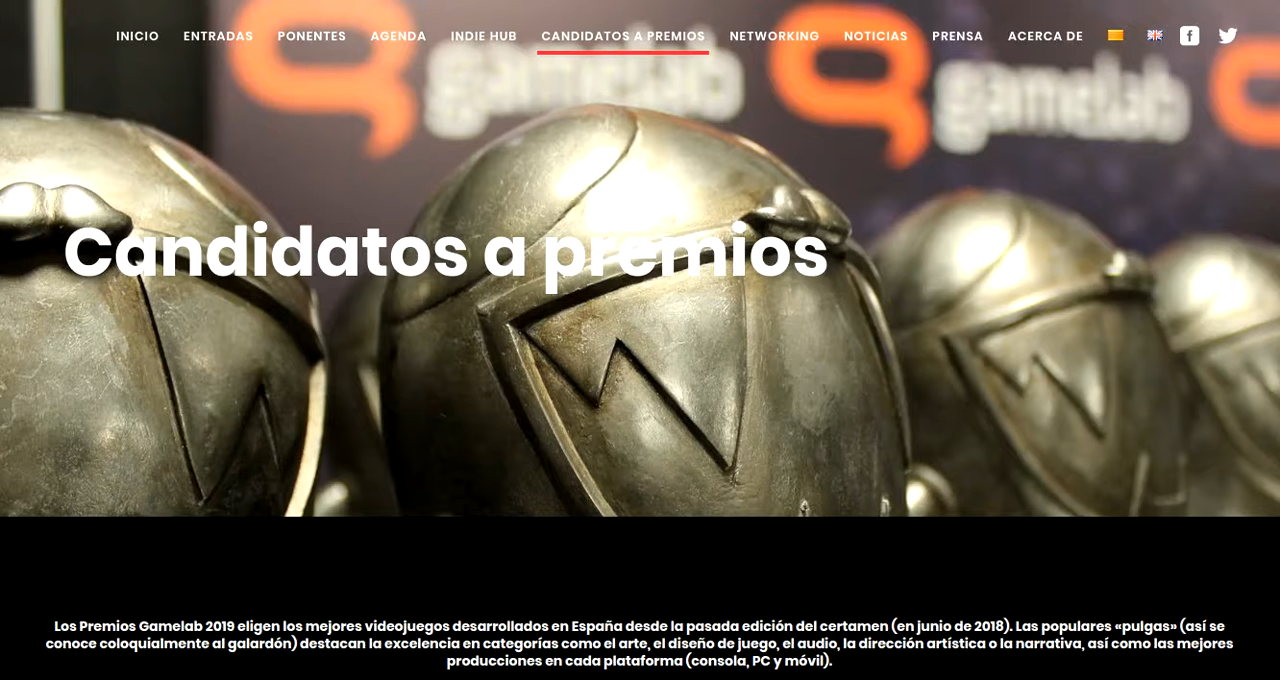 INICIO ENTRADAS PONENTES AGENDA INDIE HUB CANDIDATOS A PREMIOS NETWORKING NOTICIAS PRENSA ACERCA DE
gamelab gamelab
Candidatos a premios
Los Premios Gamelab 2019 eligen los mejores videojuegos desarrollados en España desde la pasada edición del certamen (en junio de 2018). Las populares «pulgas» (así se
conoce coloquialmente al galardón) destacan la excelencia en categorías como el arte, el diseño de juego, el audio, la dirección artística o la narrativa, así como las mejores
producciones en cada plataforma (consola, PC y móvil).